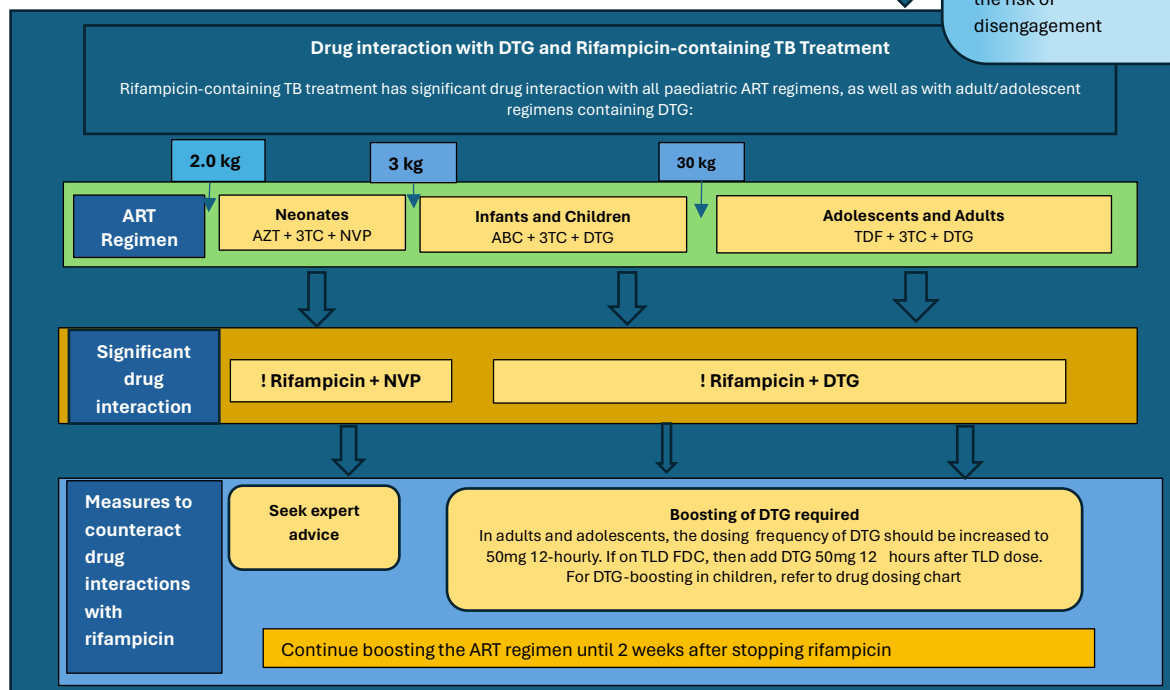 the risk of
disengagement
Drug interaction with DTG and Rifampicin-containing TB Treatment
Rifampicin-containing TB treatment has significant drug interaction with all paediatric ART regimens, as well as with adult/adolescent
regimens containing DTG:
2.0 kg
3 kg
30 kg
ART
Regimen
Neonates
AZT + 3TC + NVP
Infants and Children
ABC + 3TC + DTG
Adolescents and Adults
TDF + 3TC + DTG
Significant
drug
interaction
! Rifampicin + NVP
! Rifampicin + DTG
Measures to
counteract
drug
interactions
with
rifampicin
Seek expert
advice
Boosting of DTG required
In adults and adolescents, the dosing frequency of DTG should be increased to
50mg 12-hourly. If on TLD FDC, then add DTG 50mg 12 hours after TLD dose.
For DTG-boosting in children, refer to drug dosing chart
Continue boosting the ART regimen until 2 weeks after stopping rifampicin